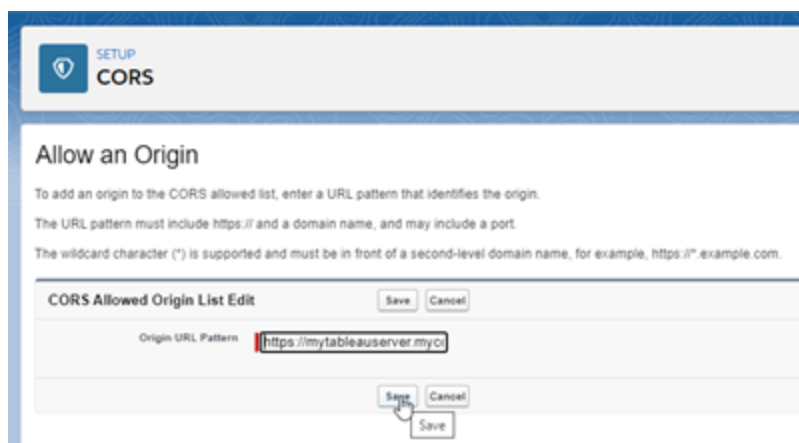 SETUP
CORS
Allow an Origin
To add an origin to the CORS allowed list, enter a URL pattern that identifies the origin.
The URL pattern must include https:// and a domain name, and may include a port.
The wildcard character (*) is supported and must be in front of a second-level domain name, for example, https://*.example.com.
CORS Allowed Origin List Edit Save Cancel
Origin URL Pattern https://mytableauserver.myc
Save Cancel
Save